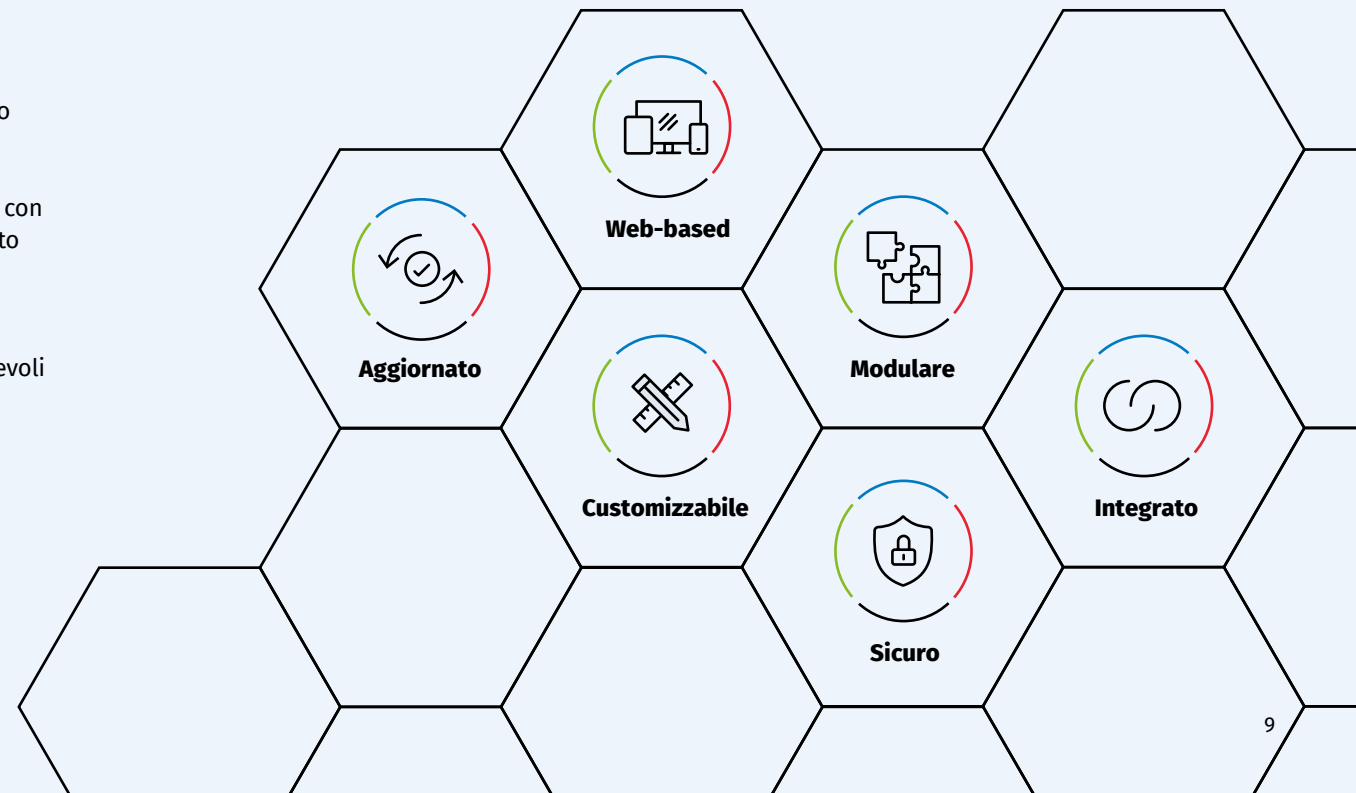 o
con
to
evoli
Web-based
Aggiornato
Modulare
Customizzabile
Integrato
Sicuro
9